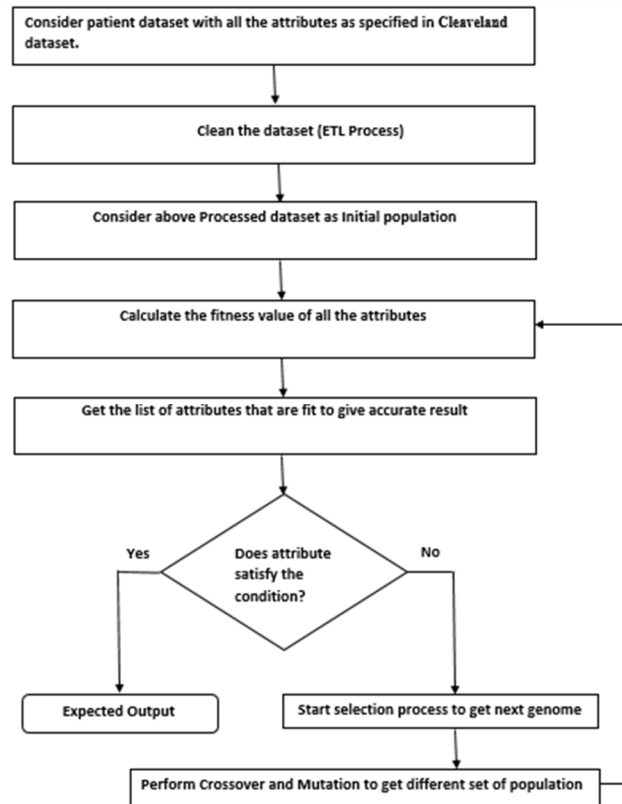 Consider patient dataset with all the attributes as specified in Cleaveland
dataset.
Clean the dataset (ETL Process)
Consider above Processed dataset as Initial population
Calculate the fitness value of all the attributes
Get the list of attributes that are fit to give accurate result
Does attribute
satisfy the
condition?
Yes
No
Expected Output
Start selection process to get next genome
Perform Crossover and Mutation to get different set of population